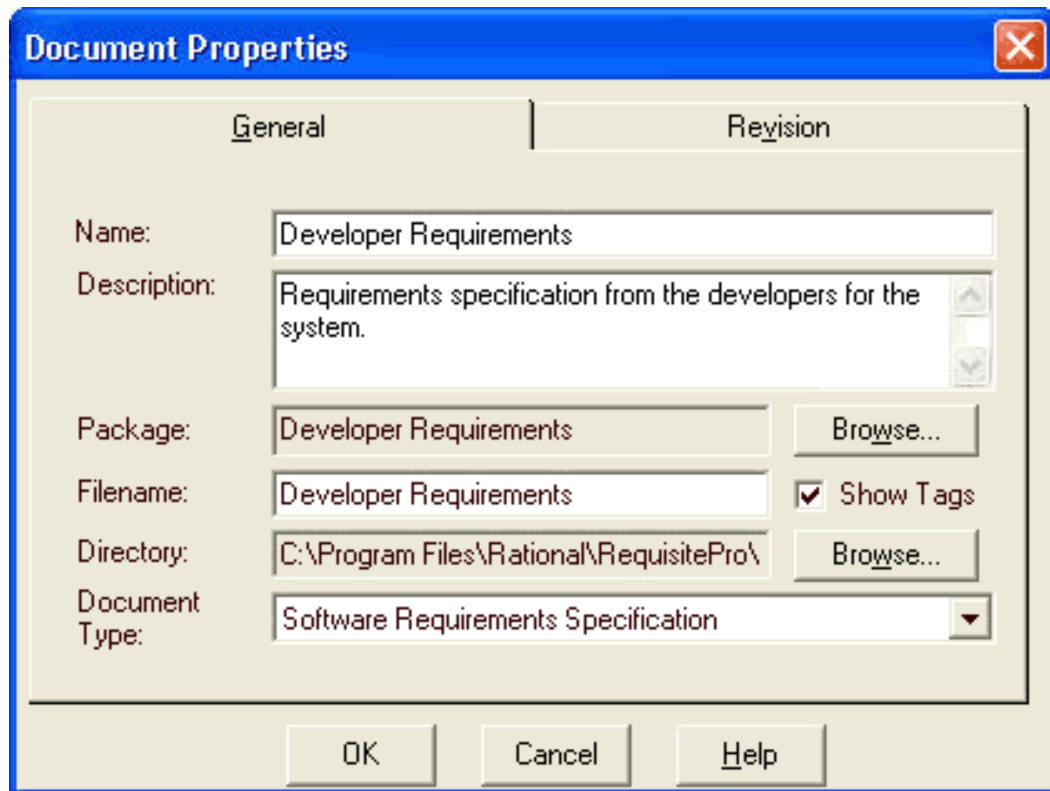 Document Properties
General
Revision
Name:
Developer Requirements
Description:
Requirements specification from the developers for the
system.
Package:
Developer Requirements
Browse...
Filename:
Developer Requirements
Show Tags
Directory:
C:\Program Files\Rational\RequisitePro\
Browse...
Document
Type:
Software Requirements Specification
OK
Cancel
Help